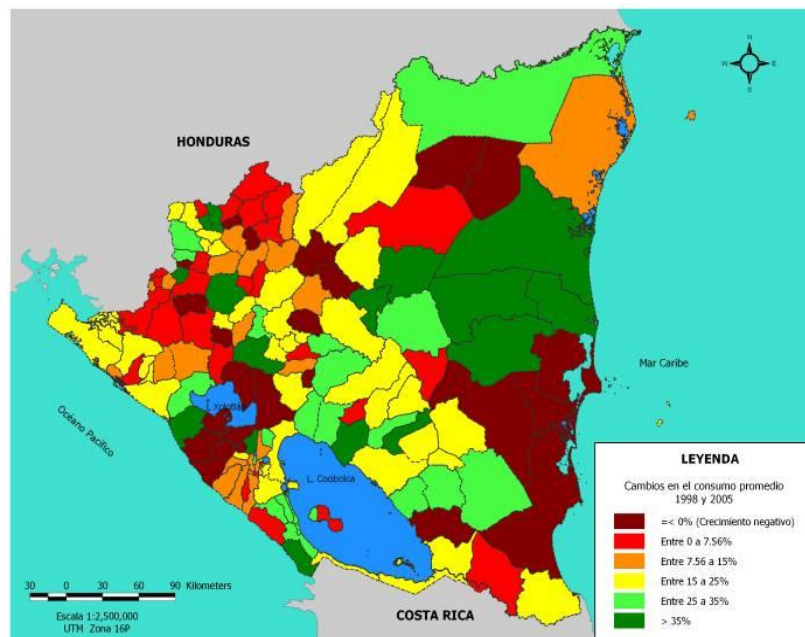 N
W E
S
HONDURAS
Mar Caribe
Océano Pacífico
L. Xolotlán
L. Cocibolca
COSTA RICA
30 0 30 60 90 Kilometers
Escala 1:2,500,000
UTM Zona 16P
LEYENDA
Cambios en el consumo promedio
1998 y 2005
=< 0% (Crecimiento negativo)
Entre 0 a 7.56%
Entre 7.56 a 15%
Entre 15 a 25%
Entre 25 a 35%
> 35%